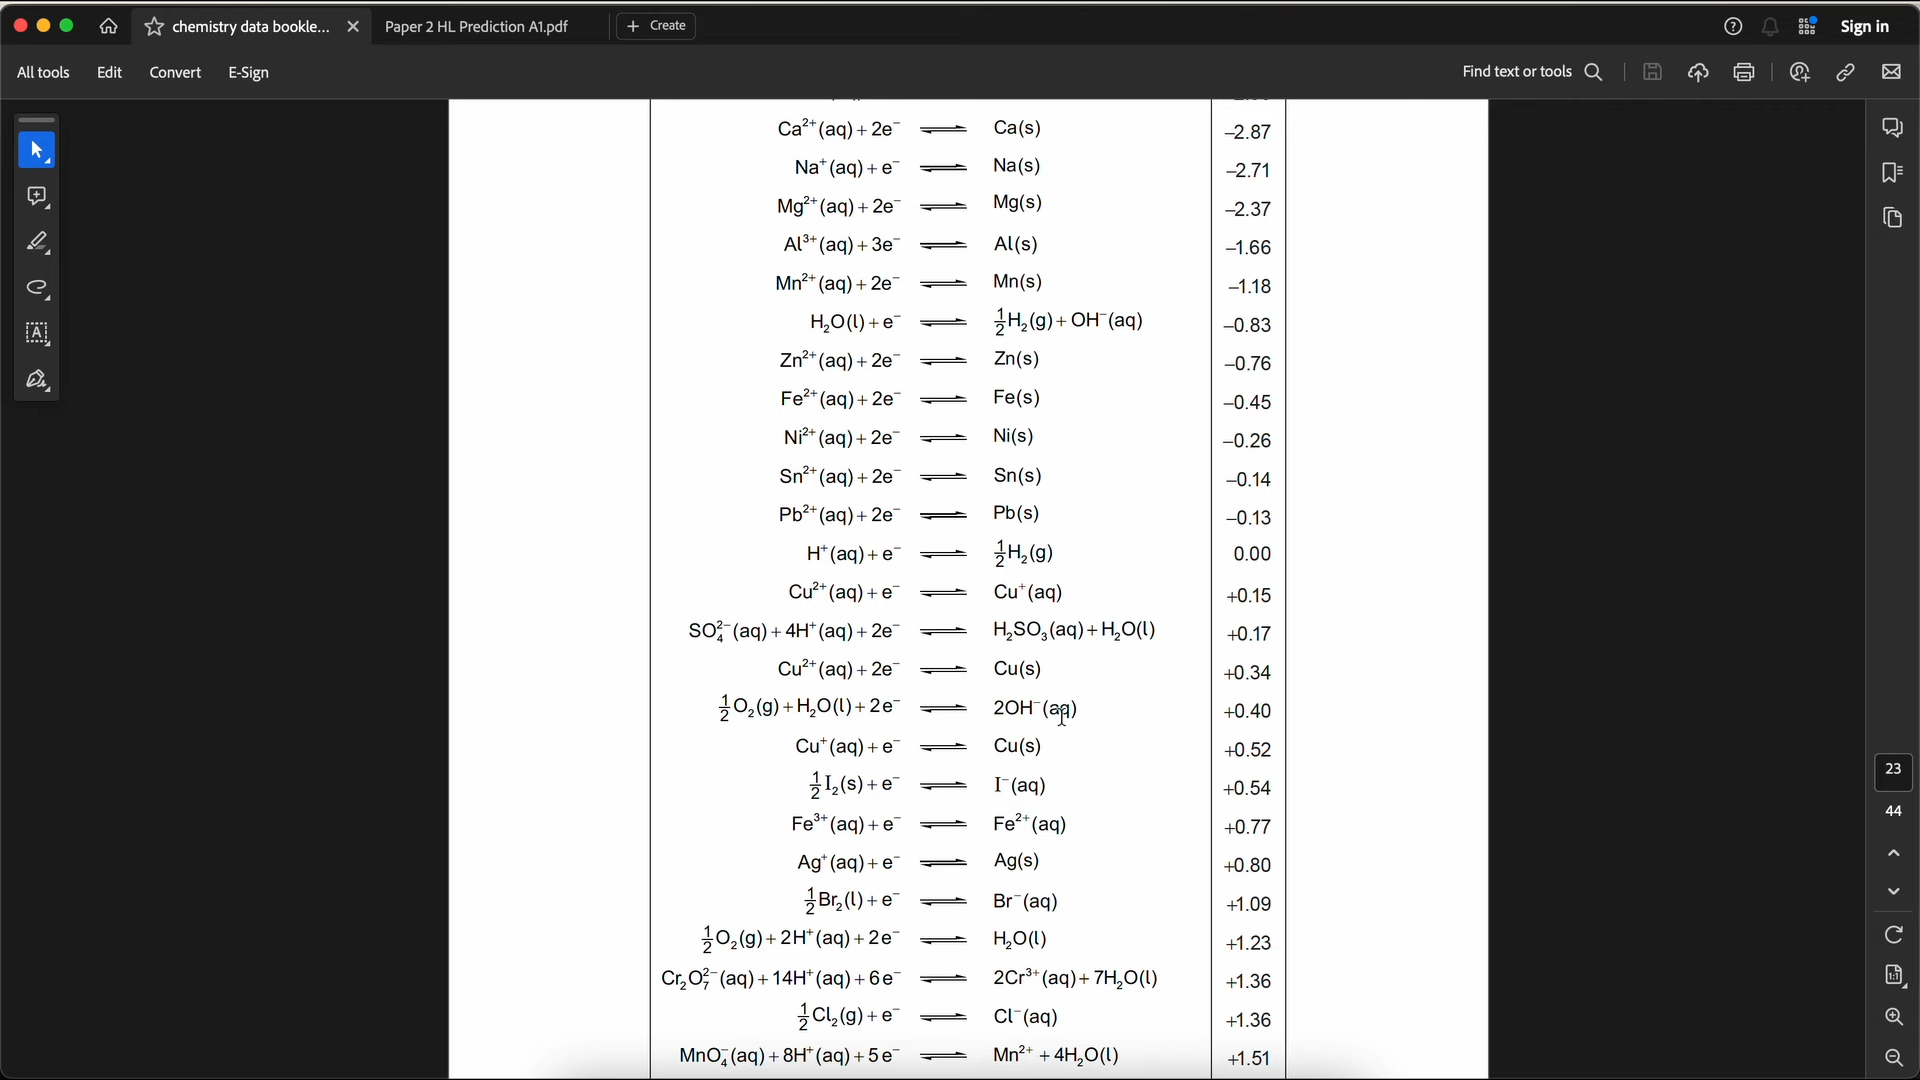 chemistry data bookle...
Paper 2 HL Prediction A1.pdf
+ Create
Sign in
All tools
Edit
Convert
E-Sign
Find text or tools
Ca²⁺(aq) + 2e⁻ ⇌ Ca(s) –2.87
Na⁺(aq) + e⁻ ⇌ Na(s) –2.71
Mg²⁺(aq) + 2e⁻ ⇌ Mg(s) –2.37
Al³⁺(aq) + 3e⁻ ⇌ Al(s) –1.66
Mn²⁺(aq) + 2e⁻ ⇌ Mn(s) –1.18
H₂O(l) + e⁻ ⇌ ½H₂(g) + OH⁻(aq) –0.83
Zn²⁺(aq) + 2e⁻ ⇌ Zn(s) –0.76
Fe²⁺(aq) + 2e⁻ ⇌ Fe(s) –0.45
Ni²⁺(aq) + 2e⁻ ⇌ Ni(s) –0.26
Sn²⁺(aq) + 2e⁻ ⇌ Sn(s) –0.14
Pb²⁺(aq) + 2e⁻ ⇌ Pb(s) –0.13
H⁺(aq) + e⁻ ⇌ ½H₂(g) 0.00
Cu²⁺(aq) + e⁻ ⇌ Cu⁺(aq) +0.15
SO₄²⁻(aq) + 4H⁺(aq) + 2e⁻ ⇌ H₂SO₃(aq) + H₂O(l) +0.17
Cu²⁺(aq) + 2e⁻ ⇌ Cu(s) +0.34
½O₂(g) + H₂O(l) + 2e⁻ ⇌ 2OH⁻(aq) +0.40
Cu⁺(aq) + e⁻ ⇌ Cu(s) +0.52
½I₂(s) + e⁻ ⇌ I⁻(aq) +0.54
Fe³⁺(aq) + e⁻ ⇌ Fe²⁺(aq) +0.77
Ag⁺(aq) + e⁻ ⇌ Ag(s) +0.80
½Br₂(l) + e⁻ ⇌ Br⁻(aq) +1.09
½O₂(g) + 2H⁺(aq) + 2e⁻ ⇌ H₂O(l) +1.23
Cr₂O₇²⁻(aq) + 14H⁺(aq) + 6e⁻ ⇌ 2Cr³⁺(aq) + 7H₂O(l) +1.36
½Cl₂(g) + e⁻ ⇌ Cl⁻(aq) +1.36
MnO₄⁻(aq) + 8H⁺(aq) + 5e⁻ ⇌ Mn²⁺ + 4H₂O(l) +1.51
23
44